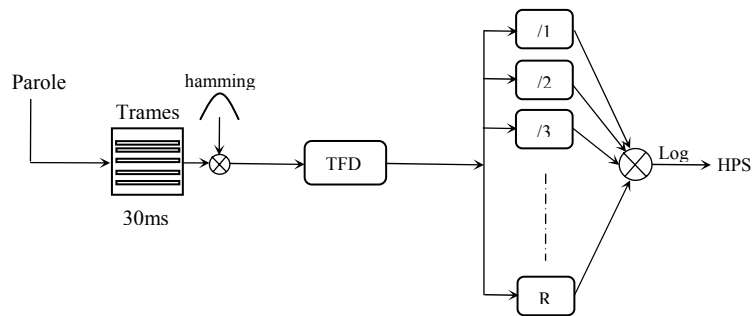 Parole
Trames
30ms
hamming
TFD
/1
/2
/3
R
Log
HPS